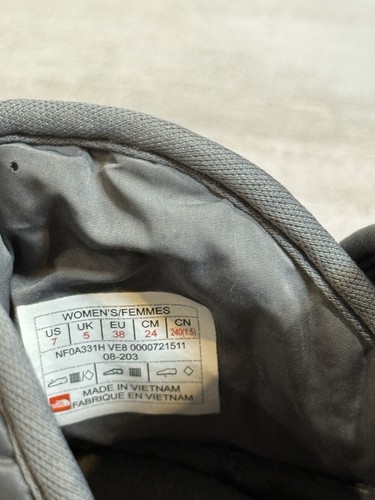 WOMEN'S/FEMMES
US UK EU CM CN
7 5 38 24 240(1.5)
NF0A331H VE8 0000721511
08-203
MADE IN VIETNAM
FABRIQUE EN VIETNAM